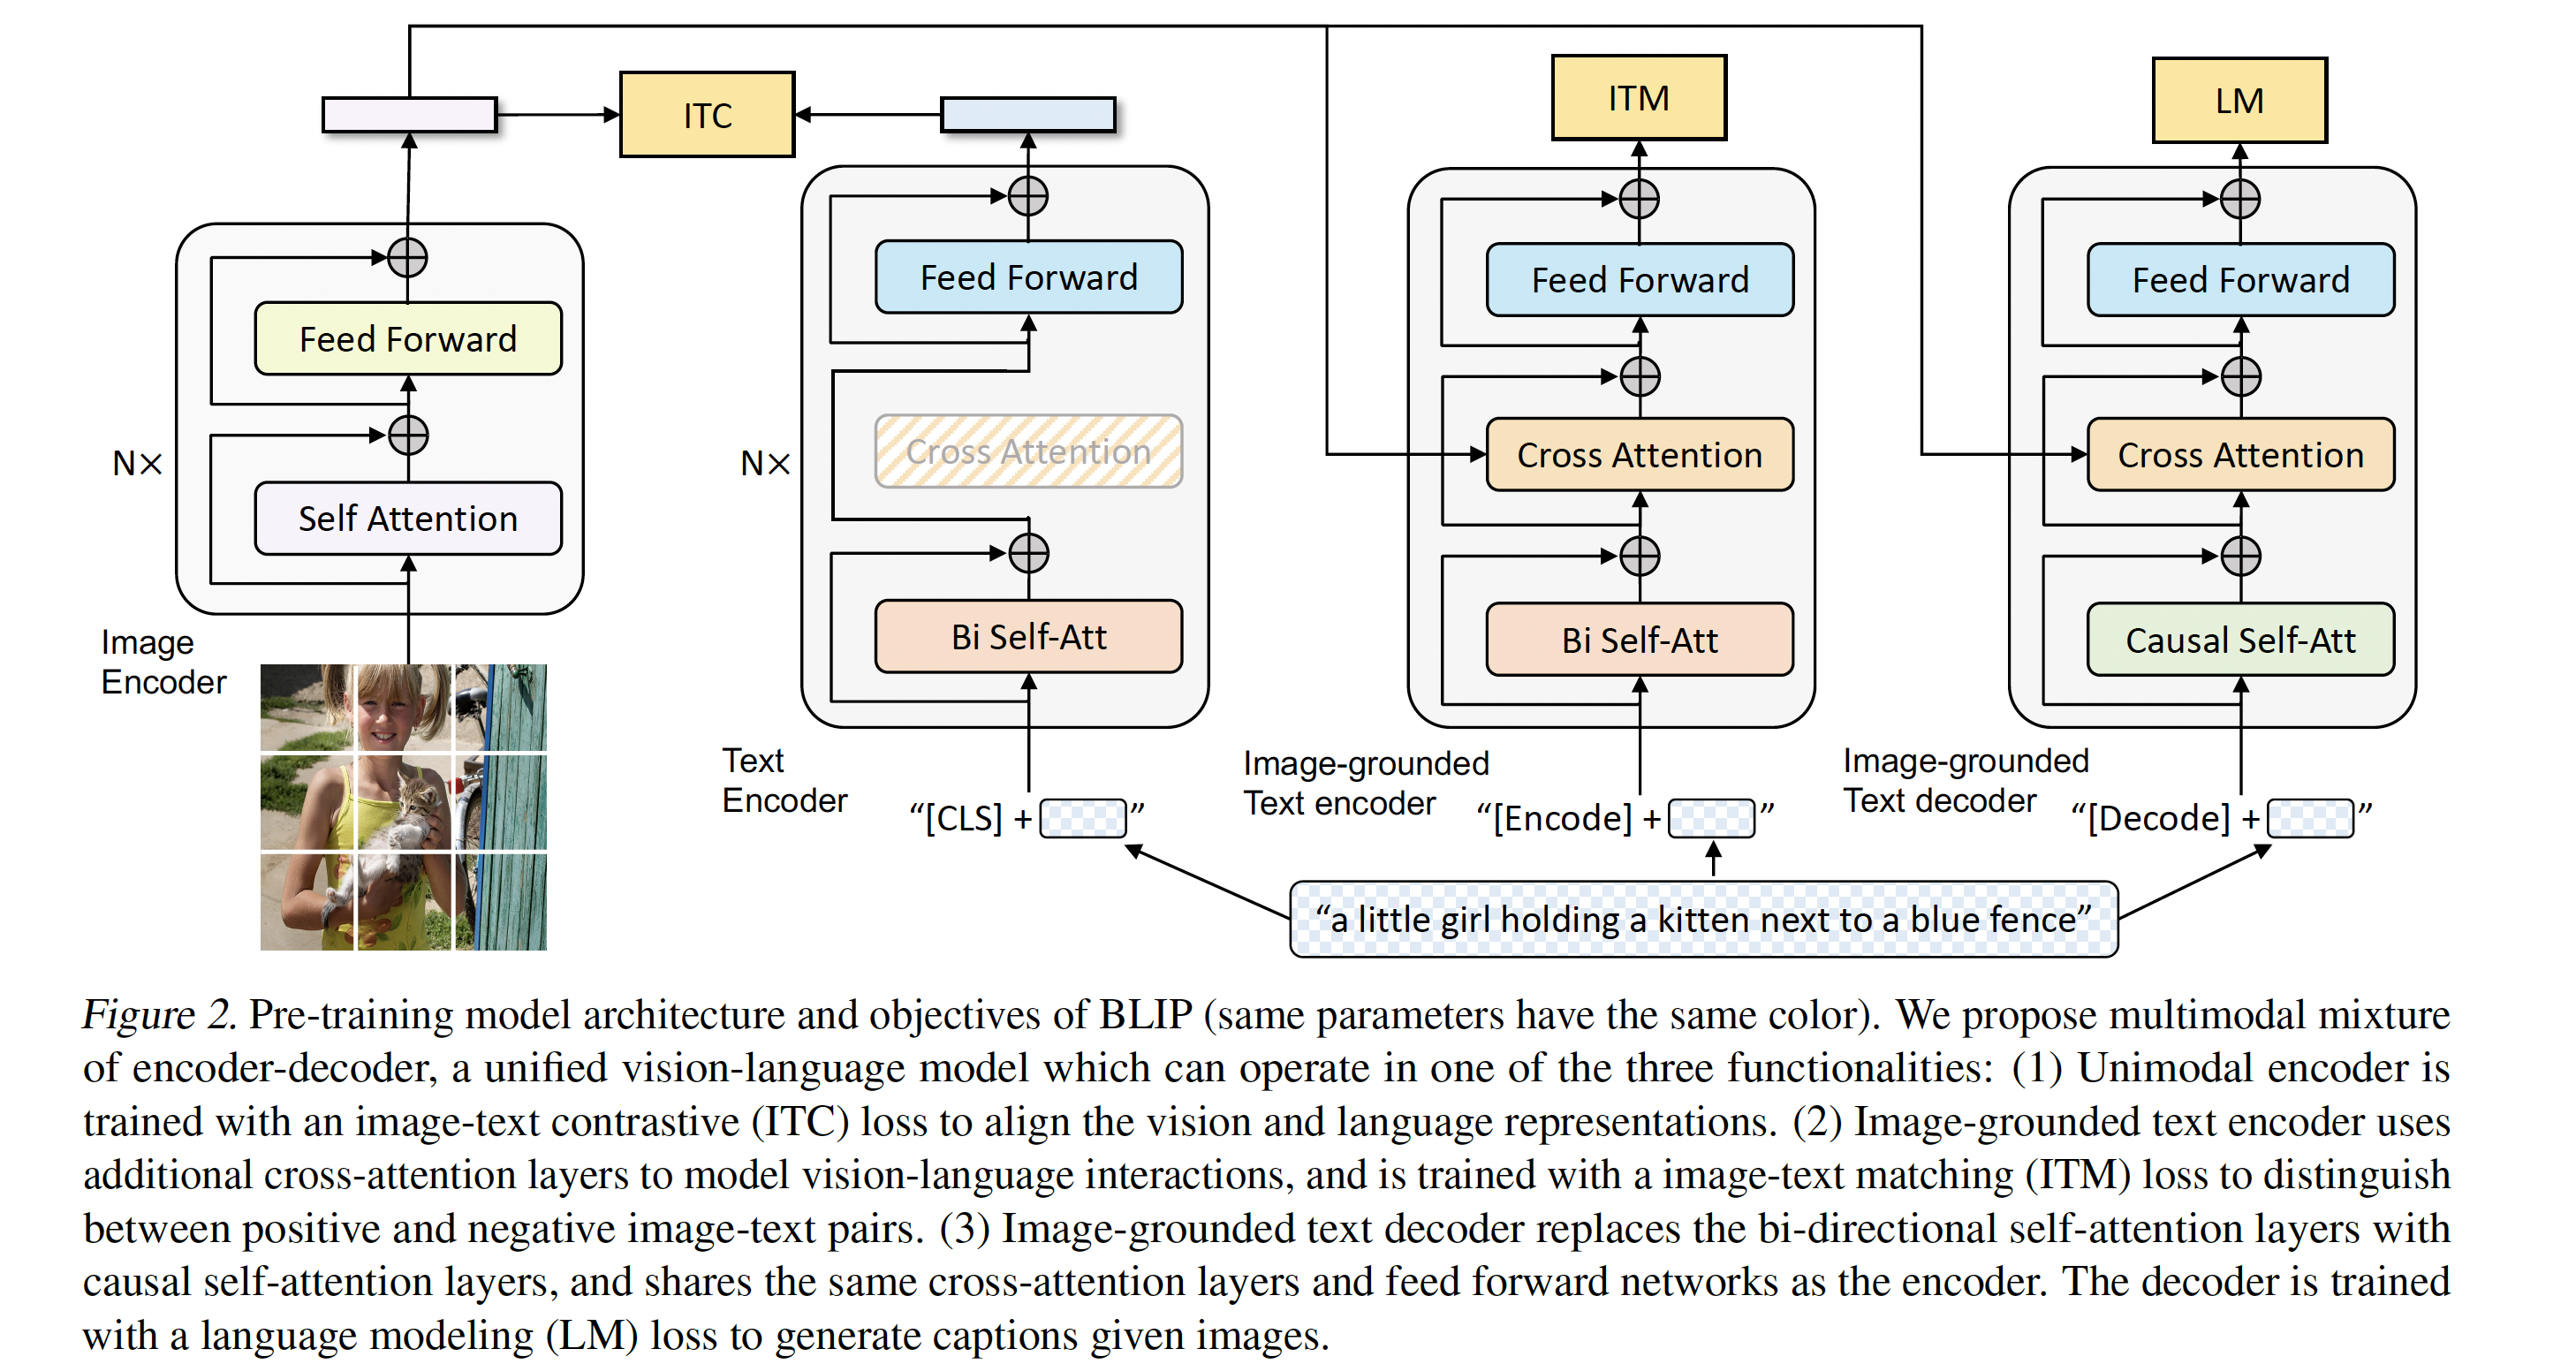 ITC
ITM
LM
Feed Forward
Self Attention
N×
Image
Encoder
Feed Forward
Cross Attention
Bi Self-Att
N×
Text
Encoder
“[CLS] + ”
Feed Forward
Cross Attention
Bi Self-Att
Image-grounded
Text encoder
“[Encode] + ”
Feed Forward
Cross Attention
Causal Self-Att
Image-grounded
Text decoder
“[Decode] + ”
“a little girl holding a kitten next to a blue fence”
Figure 2. Pre-training model architecture and objectives of BLIP (same parameters have the same color). We propose multimodal mixture
of encoder-decoder, a unified vision-language model which can operate in one of the three functionalities: (1) Unimodal encoder is
trained with an image-text contrastive (ITC) loss to align the vision and language representations. (2) Image-grounded text encoder uses
additional cross-attention layers to model vision-language interactions, and is trained with a image-text matching (ITM) loss to distinguish
between positive and negative image-text pairs. (3) Image-grounded text decoder replaces the bi-directional self-attention layers with
causal self-attention layers, and shares the same cross-attention layers and feed forward networks as the encoder. The decoder is trained
with a language modeling (LM) loss to generate captions given images.